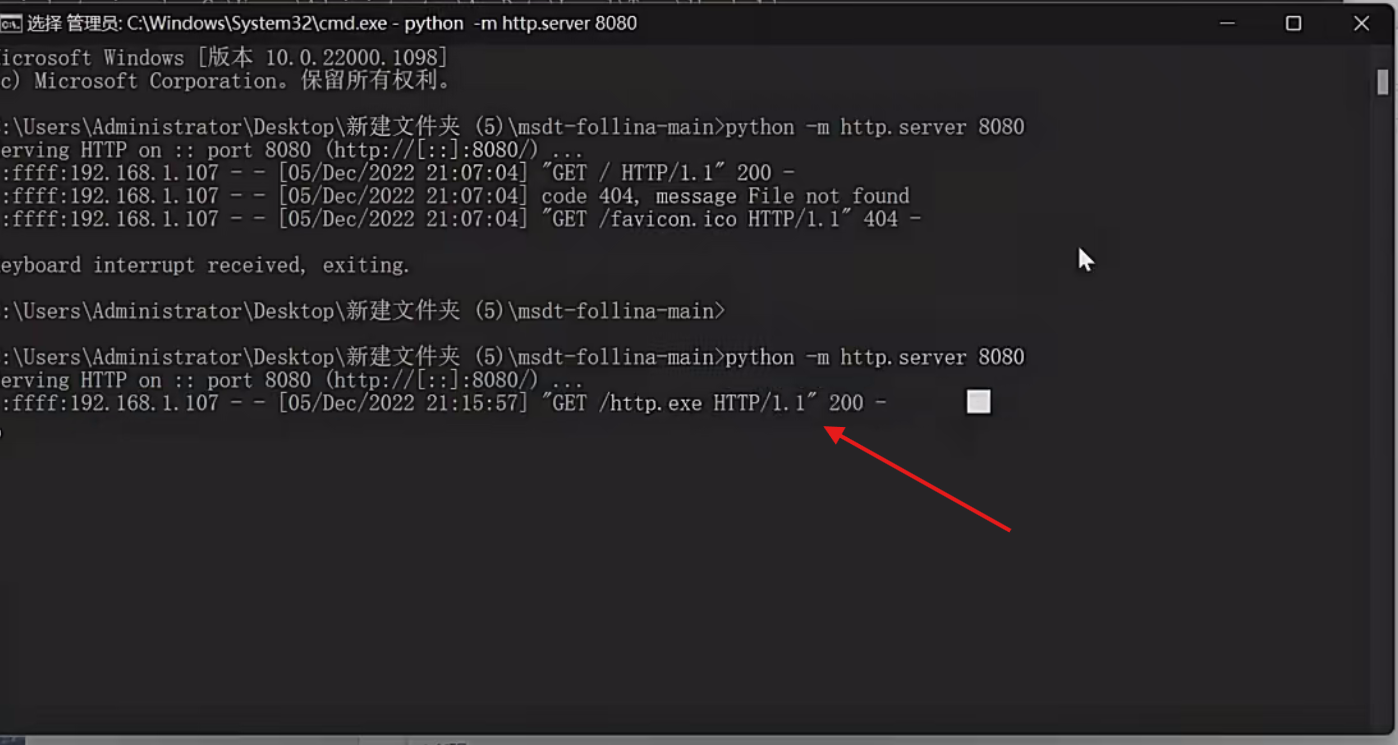 选择 管理员: C:\Windows\System32\cmd.exe - python  -m http.server 8080
icrosoft Windows [版本 10.0.22000.1098]
c) Microsoft Corporation。保留所有权利。
:\Users\Administrator\Desktop\新建文件夹 (5)\msdt-follina-main>python -m http.server 8080
erving HTTP on :: port 8080 (http://[::]:8080/) ...
:ffff:192.168.1.107 - - [05/Dec/2022 21:07:04] "GET / HTTP/1.1" 200 -
:ffff:192.168.1.107 - - [05/Dec/2022 21:07:04] code 404, message File not found
:ffff:192.168.1.107 - - [05/Dec/2022 21:07:04] "GET /favicon.ico HTTP/1.1" 404 -
eyboard interrupt received, exiting.
:\Users\Administrator\Desktop\新建文件夹 (5)\msdt-follina-main>
:\Users\Administrator\Desktop\新建文件夹 (5)\msdt-follina-main>python -m http.server 8080
erving HTTP on :: port 8080 (http://[::]:8080/) ...
:ffff:192.168.1.107 - - [05/Dec/2022 21:15:57] "GET /http.exe HTTP/1.1" 200 -